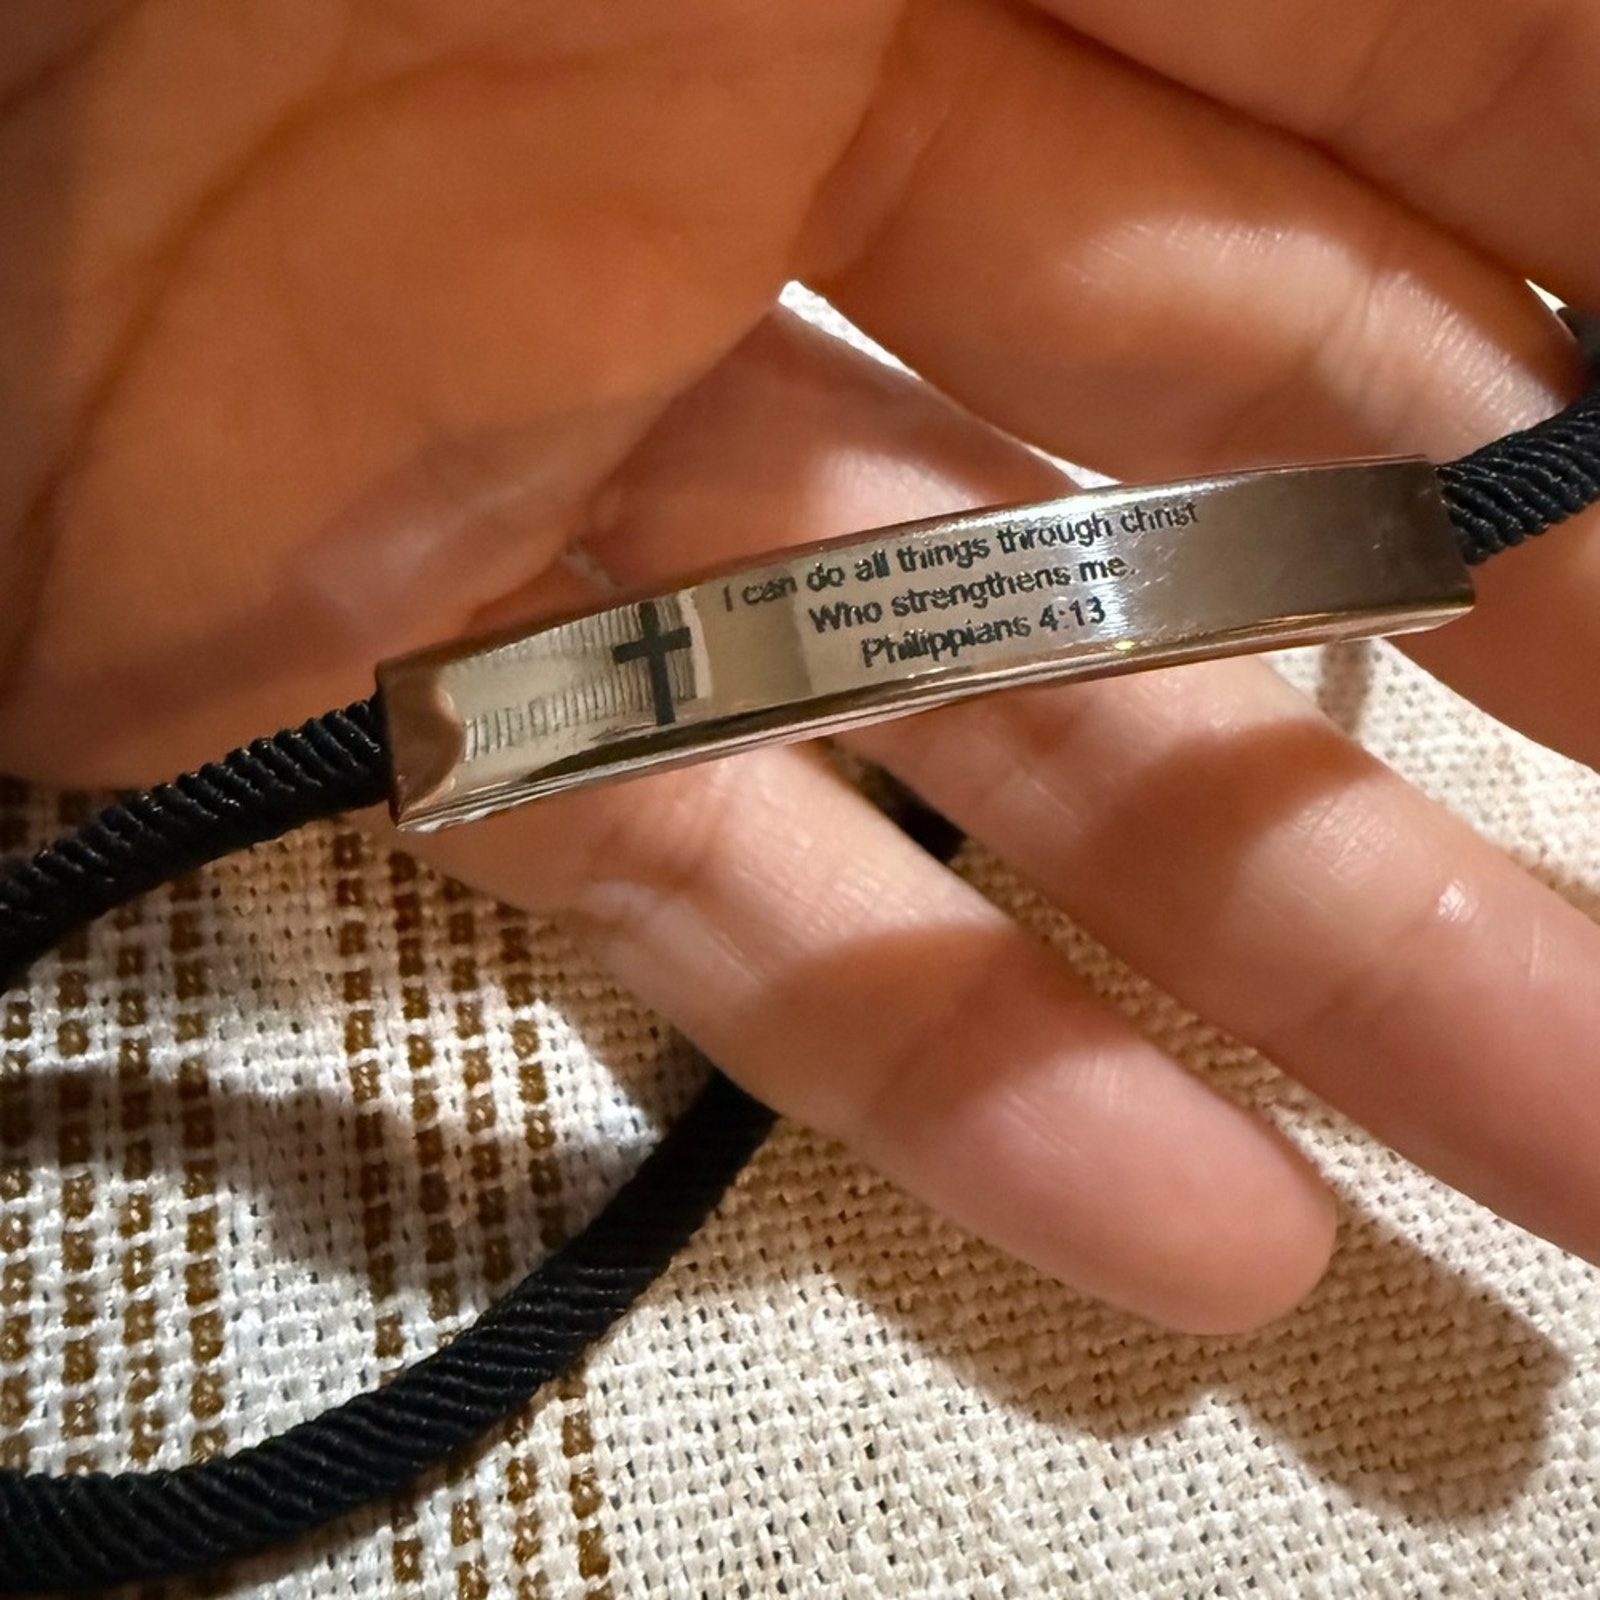 I can do all things through christ
Who strengthens me.
Philippians 4:13